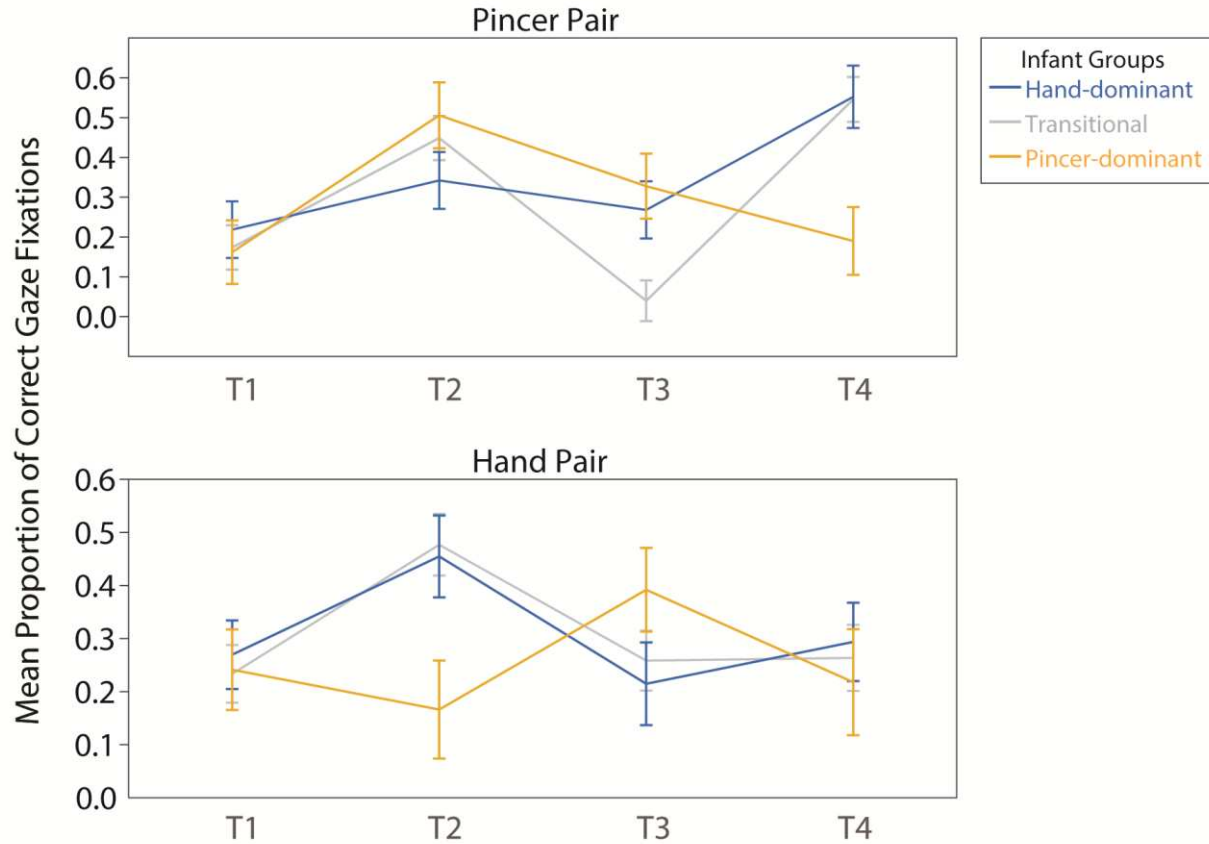 Pincer Pair
Infant Groups
Hand-dominant
Transitional
Pincer-dominant
Mean Proportion of Correct Gaze Fixations
0.6
0.5
0.4
0.3
0.2
0.1
0.0
T1 T2 T3 T4
Hand Pair
0.6
0.5
0.4
0.3
0.2
0.1
0.0
T1 T2 T3 T4